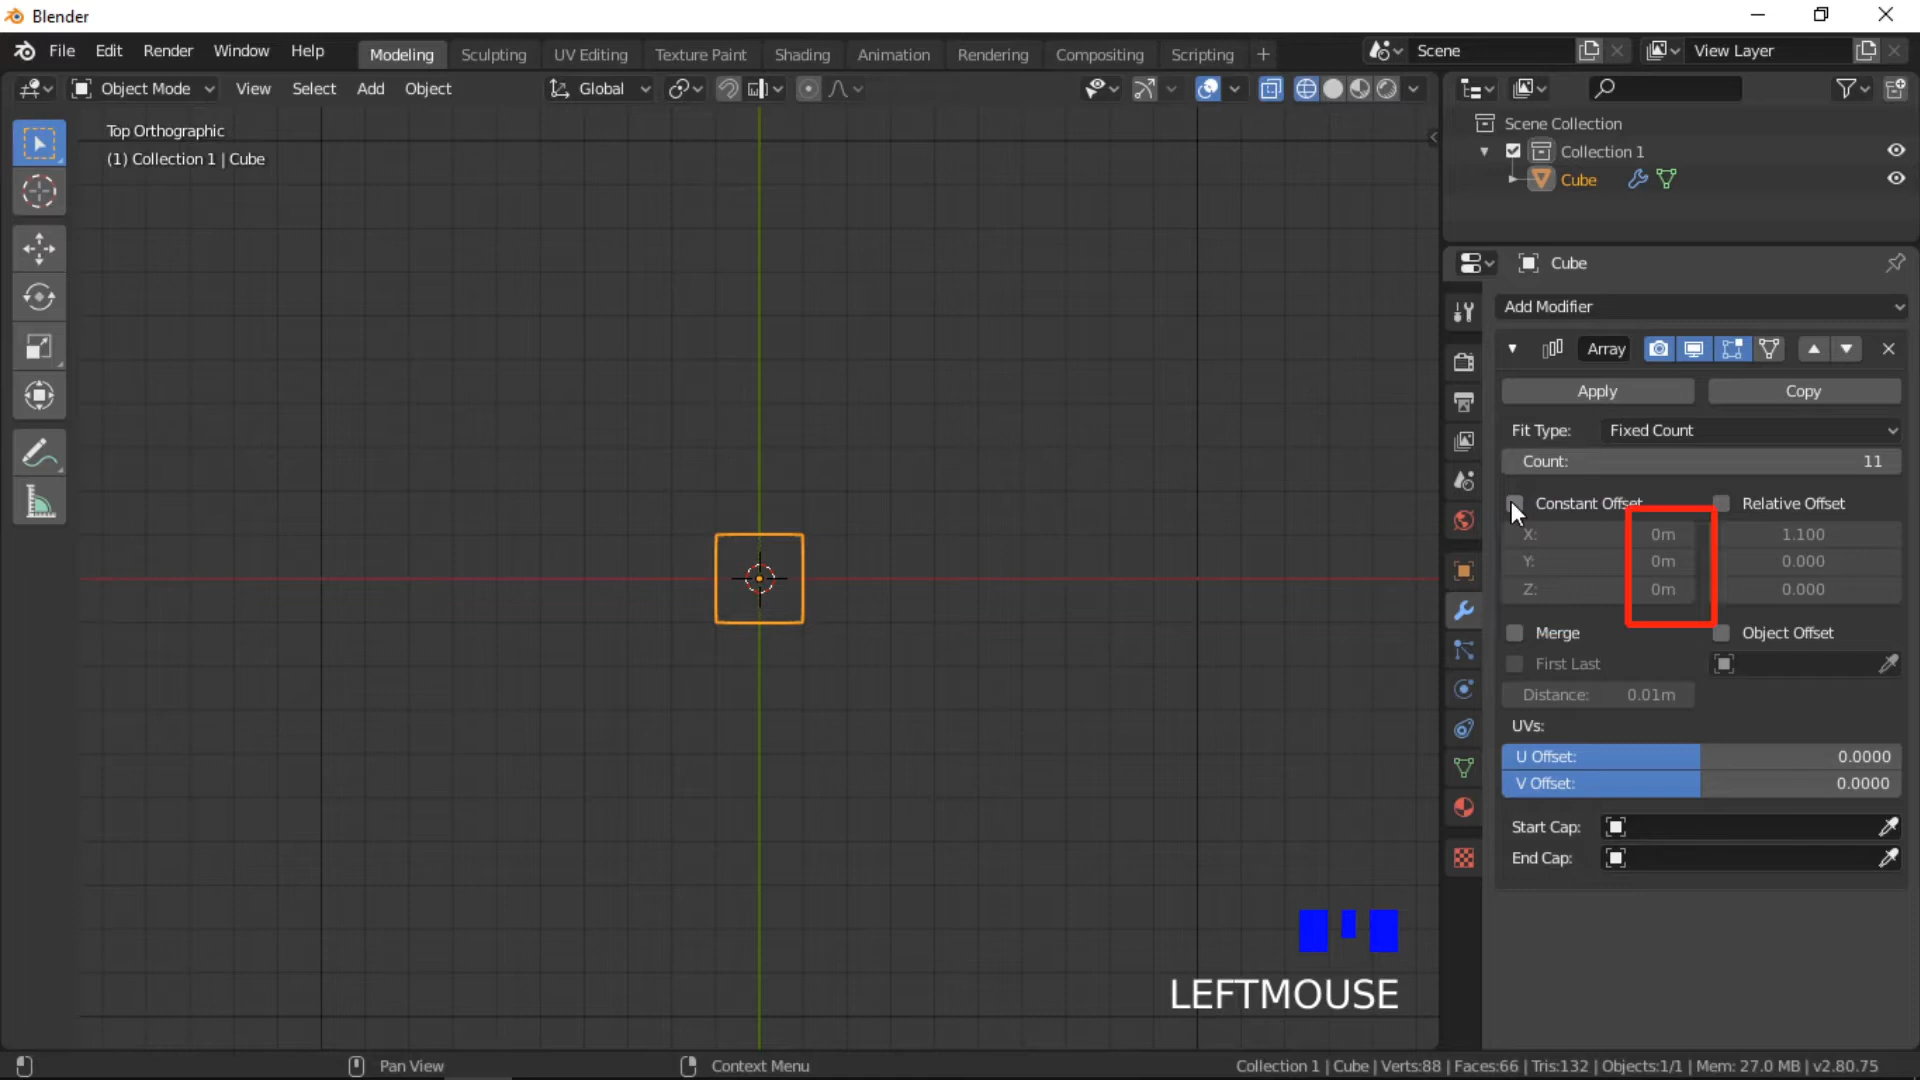 Blender
File Edit Render Window Help Modeling Sculpting UV Editing Texture Paint Shading Animation Rendering Compositing Scripting + Scene View Layer
Object Mode View Select Add Object Global
Top Orthographic
(1) Collection 1 | Cube
Scene Collection
Collection 1
Cube
Cube
Add Modifier
Array
Apply Copy
Fit Type: Fixed Count
Count: 11
Constant Offset Relative Offset
X: 0m 1.100
Y: 0m 0.000
Z: 0m 0.000
Merge Object Offset
First Last
Distance: 0.01m
UVs:
U Offset: 0.0000
V Offset: 0.0000
Start Cap:
End Cap:
LEFTMOUSE
Pan View Context Menu Collection 1 | Cube | Verts:88 | Faces:66 | Tris:132 | Objects:1/1 | Mem: 27.0 MB | v2.80.75